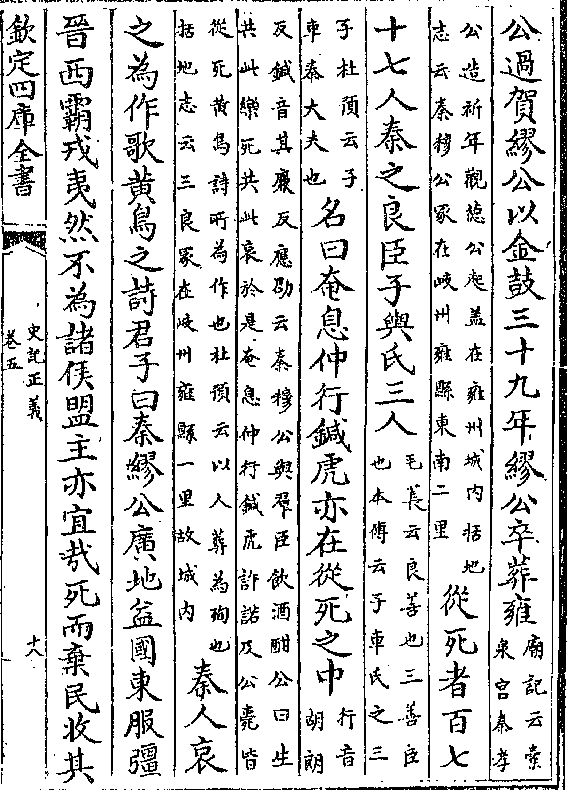 公過賀繆公以金鼓三十九年繆公卒葬雍廟記云橐泉宫秦孝
公造祈年觀德公起盖在雍州城内括地志云秦穆公冢在岐州雍縣東南二里從死者百七
十七人秦之良臣子輿氏三人毛萇云良善也三善臣也本傅云子車氏之三
子杜預云子車秦大夫也名曰奄息仲行鍼虎亦在從死之中行音胡朗
反鍼音其廉反應劭云秦穆公與羣臣飲酒酣公曰生共此樂死共此哀於是奄息仲行鍼虎許諾及公薨皆
從死黄鳥詩所為作也杜預云以人葬為殉也括地志云三良冢在岐州雍縣一里故城内秦人哀
之為作歌黄鳥之詩君子曰秦繆公廣地益國東服彊
晉西霸戎夷然不為諸侯盟主亦宜哉死而棄民收其
欽定四庫全書
史記正義
卷五
十八